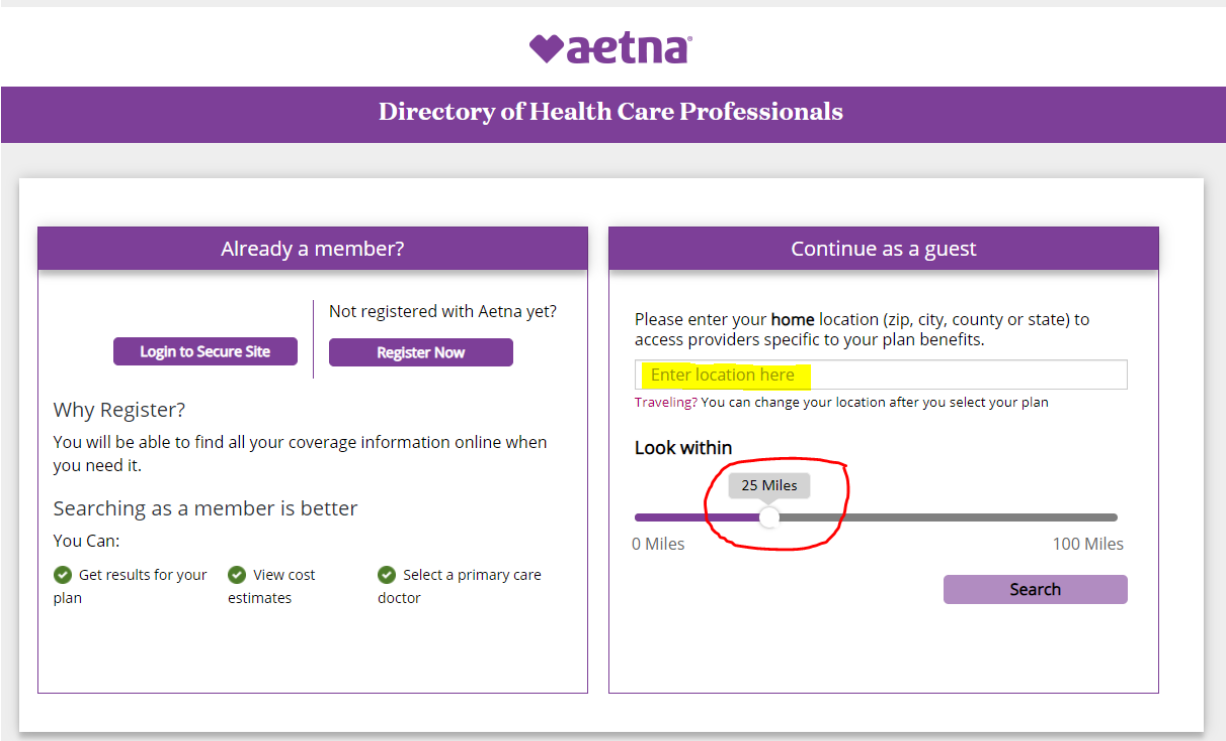 aetna
Directory of Health Care Professionals
Already a member?
Not registered with Aetna yet?
Login to Secure Site
Register Now
Why Register?
You will be able to find all your coverage information online when
you need it.
Searching as a member is better
You Can:
Get results for your
plan
View cost
estimates
Select a primary care
doctor
Continue as a guest
Please enter your home location (zip, city, county or state) to
access providers specific to your plan benefits.
Enter location here
Traveling? You can change your location after you select your plan
Look within
25 Miles
0 Miles
100 Miles
Search